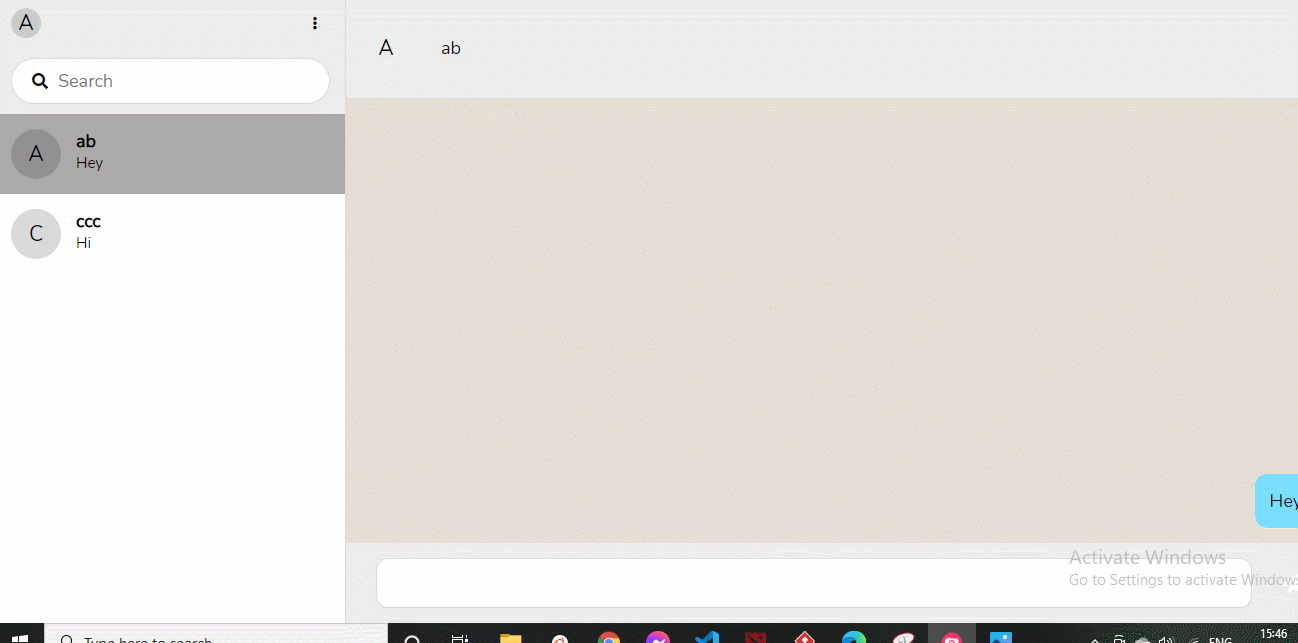 A
Search
A
ab
Hey
C
ccc
Hi
A ab
Hey
Activate Windows
Go to Settings to activate Windows
Type here to search
ENG
15:46